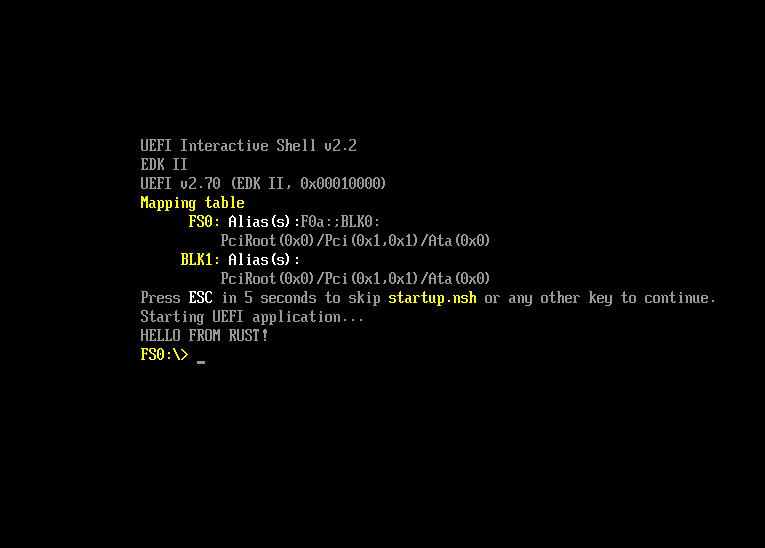 UEFI Interactive Shell v2.2
EDK II
UEFI v2.70 (EDK II, 0x00010000)
Mapping table
FS0: Alias(s):F0a:;BLK0:
PciRoot(0x0)/Pci(0x1,0x1)/Ata(0x0)
BLK1: Alias(s):
PciRoot(0x0)/Pci(0x1,0x1)/Ata(0x0)
Press ESC in 5 seconds to skip startup.nsh or any other key to continue.
Starting UEFI application...
HELLO FROM RUST!
FS0:\> _